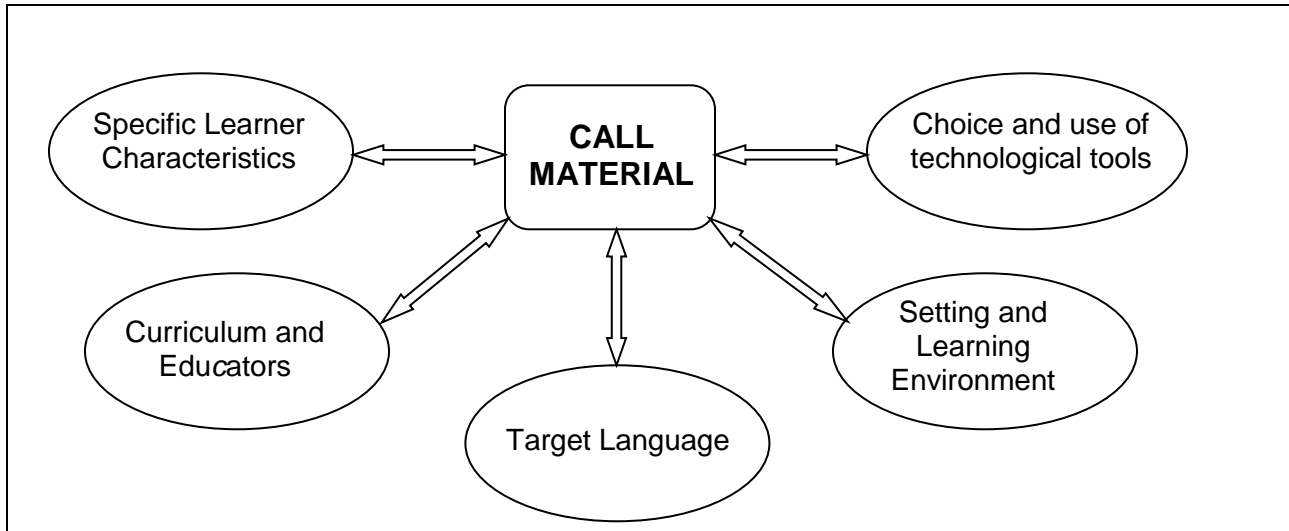 Specific Learner
Characteristics
CALL
MATERIAL
Choice and use of
technological tools
Curriculum and
Educators
Target Language
Setting and
Learning
Environment